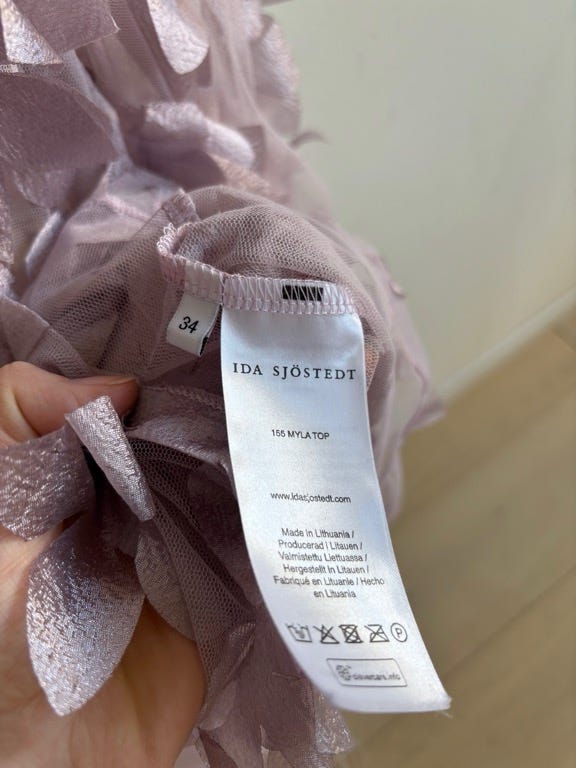 34
IDA SJÖSTEDT
155 MYLA TOP
www.idasjostedt.com
Made in Lithuania /
Producerad i Litauen /
Valmistettu Liettuassa /
Hergestellt in Litauen /
Fabriqué en Lituanie / Hecho
en Lituania
P
clevercare.info